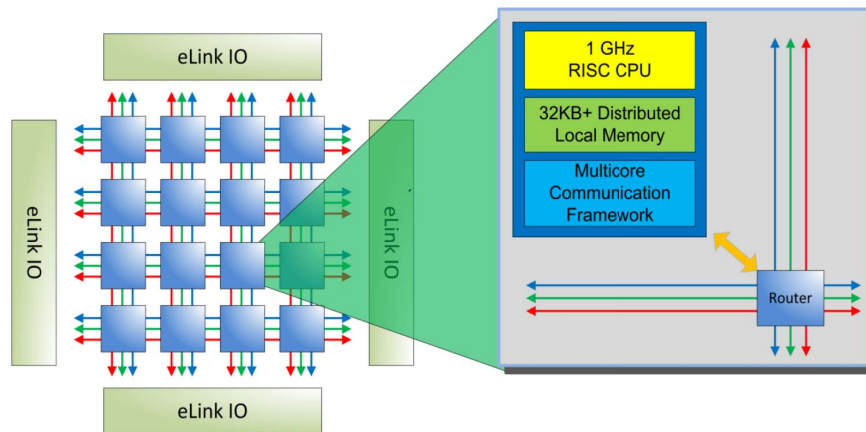 eLink IO
eLink IO
eLink IO
eLink IO
1 GHz
RISC CPU
32KB+ Distributed
Local Memory
Multicore
Communication
Framework
Router